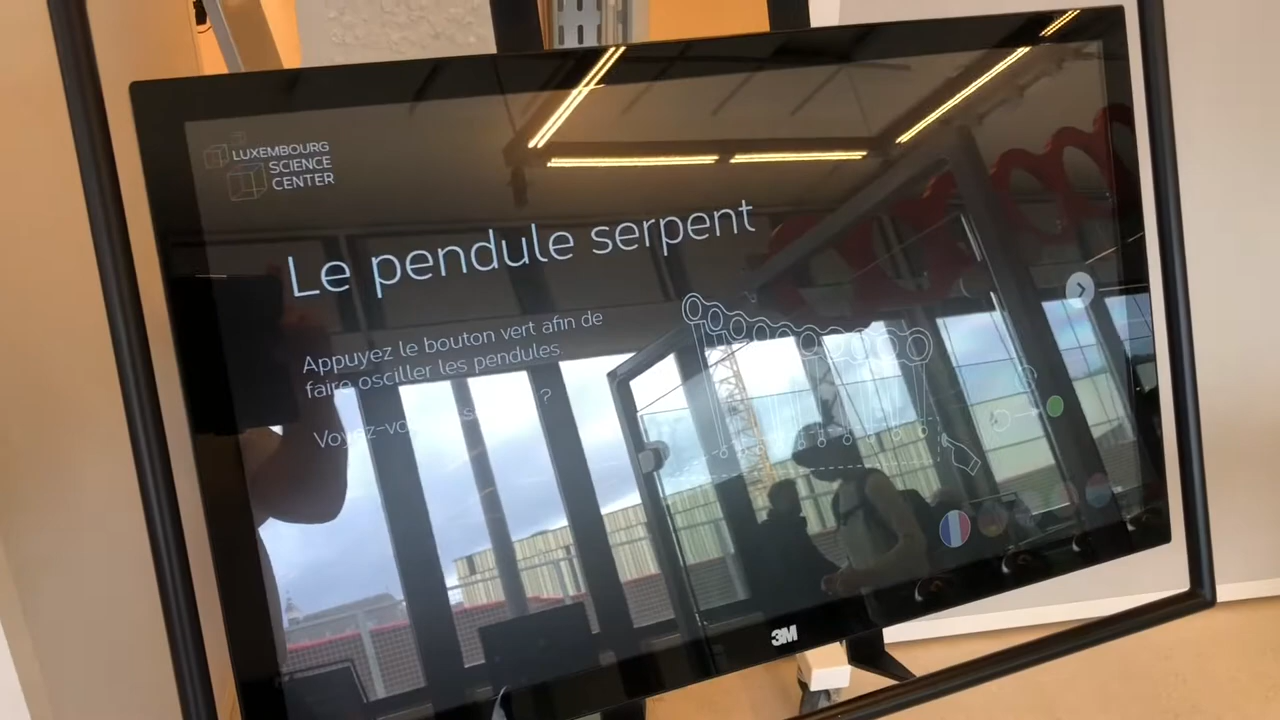 LUXEMBOURG
SCIENCE
CENTER
Le pendule serpent
Appuyez le bouton vert afin de
faire osciller les pendules.
?
3M